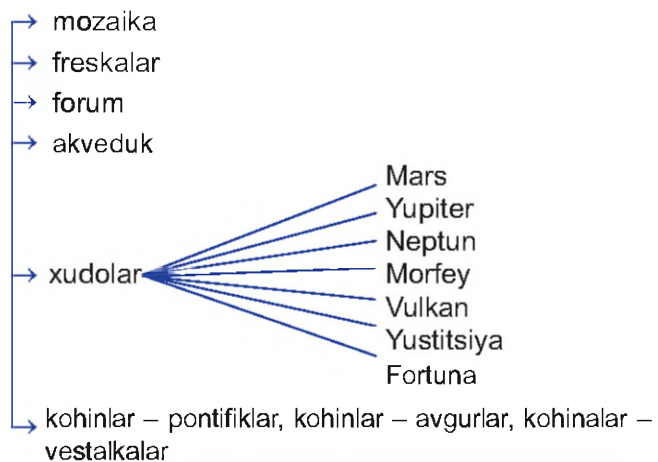 mozaika
freskalar
forum
akveduk
xudolar
Mars
Yupiter
Neptun
Morfey
Vulkan
Yustitsiya
Fortuna
kohinlar – pontifiklar, kohinlar – avgurlar, kohinalar –
vestalkalar